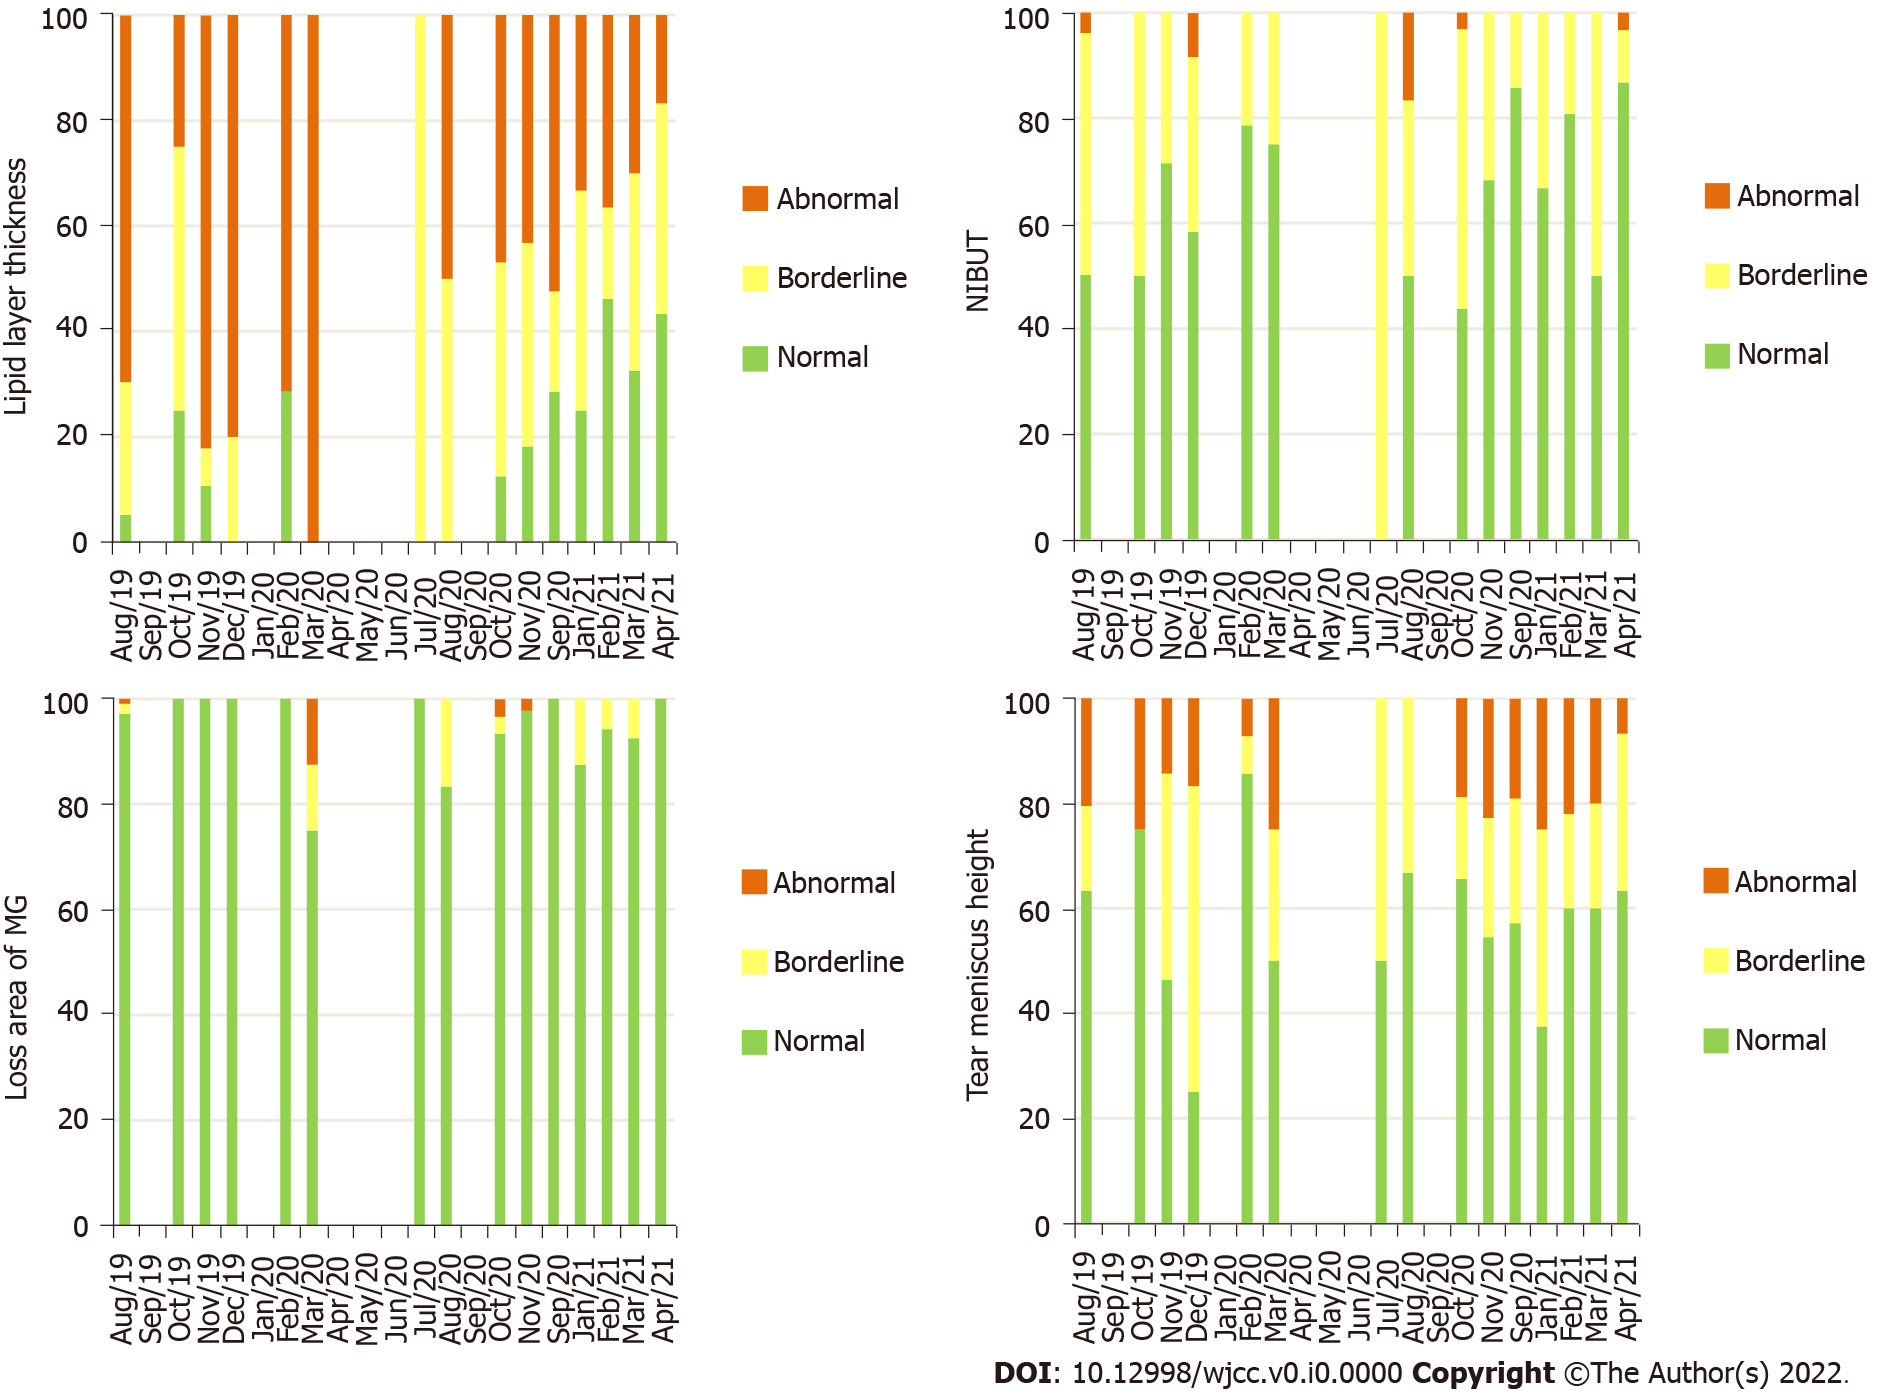 Lipid layer thickness
100
80
60
40
20
0
Aug/19
Sep/19
Oct/19
Nov/19
Dec/19
Jan/20
Feb/20
Mar/20
Apr/20
May/20
Jun/20
Jul/20
Aug/20
Sep/20
Oct/20
Nov/20
Sep/20
Jan/21
Feb/21
Mar/21
Apr/21
Abnormal
Borderline
Normal
NIBUT
100
80
60
40
20
0
Aug/19
Sep/19
Oct/19
Nov/19
Dec/19
Jan/20
Feb/20
Mar/20
Apr/20
May/20
Jun/20
Jul/20
Aug/20
Sep/20
Oct/20
Nov/20
Sep/20
Jan/21
Feb/21
Mar/21
Apr/21
Abnormal
Borderline
Normal
Loss area of MG
100
80
60
40
20
0
Aug/19
Sep/19
Oct/19
Nov/19
Dec/19
Jan/20
Feb/20
Mar/20
Apr/20
May/20
Jun/20
Jul/20
Aug/20
Sep/20
Oct/20
Nov/20
Sep/20
Jan/21
Feb/21
Mar/21
Apr/21
Abnormal
Borderline
Normal
Tear meniscus height
100
80
60
40
20
0
Aug/19
Sep/19
Oct/19
Nov/19
Dec/19
Jan/20
Feb/20
Mar/20
Apr/20
May/20
Jun/20
Jul/20
Aug/20
Sep/20
Oct/20
Nov/20
Sep/20
Jan/21
Feb/21
Mar/21
Apr/21
Abnormal
Borderline
Normal
DOI: 10.12998/wjcc.v0.i0.0000 Copyright ©The Author(s) 2022.